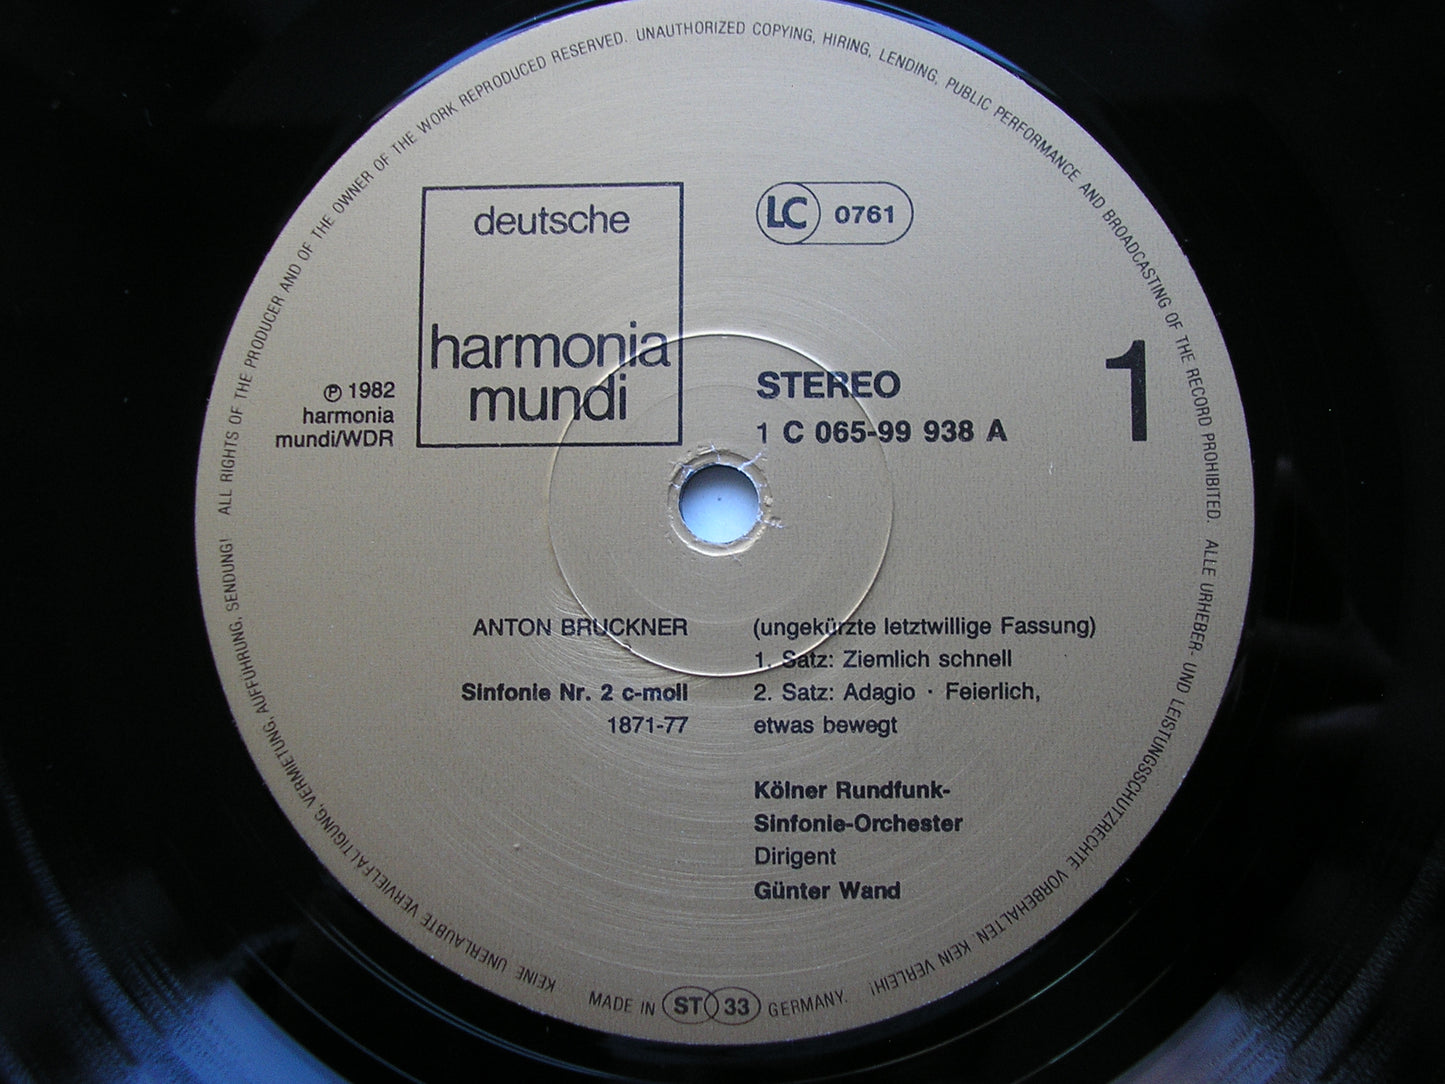 ALL RIGHTS OF THE PRODUCER AND OF THE OWNER OF THE WORK REPRODUCED RESERVED. UNAUTHORIZED COPYING, HIRING, LENDING, PUBLIC PERFORMANCE AND BROADCASTING OF THE RECORD PROHIBITED.
deutsche
harmonia
mundi
LC 0761
℗ 1982
harmonia
mundi/WDR
STEREO
1 C 065-99 938 A
1
ANTON BRUCKNER
Sinfonie Nr. 2 c-moll
1871-77
(ungekürzte letztwillige Fassung)
1. Satz: Ziemlich schnell
2. Satz: Adagio · Feierlich,
etwas bewegt
Kölner Rundfunk-
Sinfonie-Orchester
Dirigent
Günter Wand
ALLE URHEBER- UND LEISTUNGSSCHUTZRECHTE VORBEHALTEN. KEIN VERLEIH!
KEINE UNERLAUBTE VERVIELFÄLTIGUNG, VERMIETUNG, AUFFÜHRUNG, SENDUNG!
MADE IN ST 33 GERMANY.